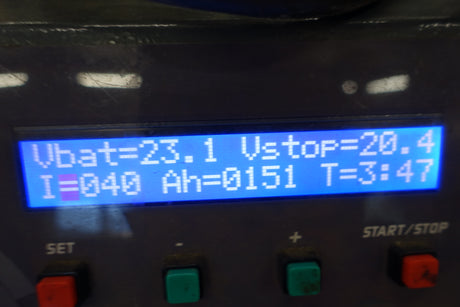 Vbat=23.1 Vstop=20.4
I=040 Ah=0151 T=3:47
SET - + START/STOP